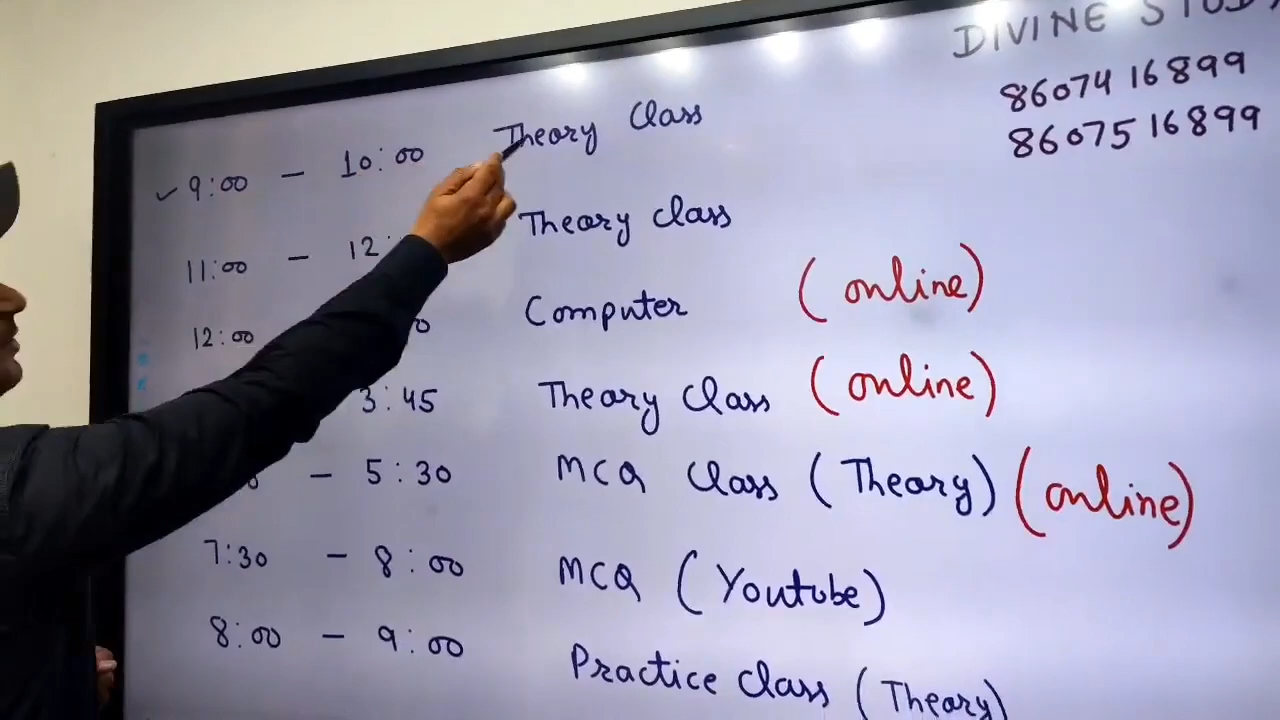 DIVINE
86074 16899
86075 16899
✓ 9:00 – 10:00 Theory Class
11:00 – 12: Theory class
12:00 Computer (online)
3:45 Theory Class (online)
– 5:30 MCQ Class (Theory) (online)
7:30 – 8:00 MCQ (Youtube)
8:00 – 9:00 Practice Class (Theory)